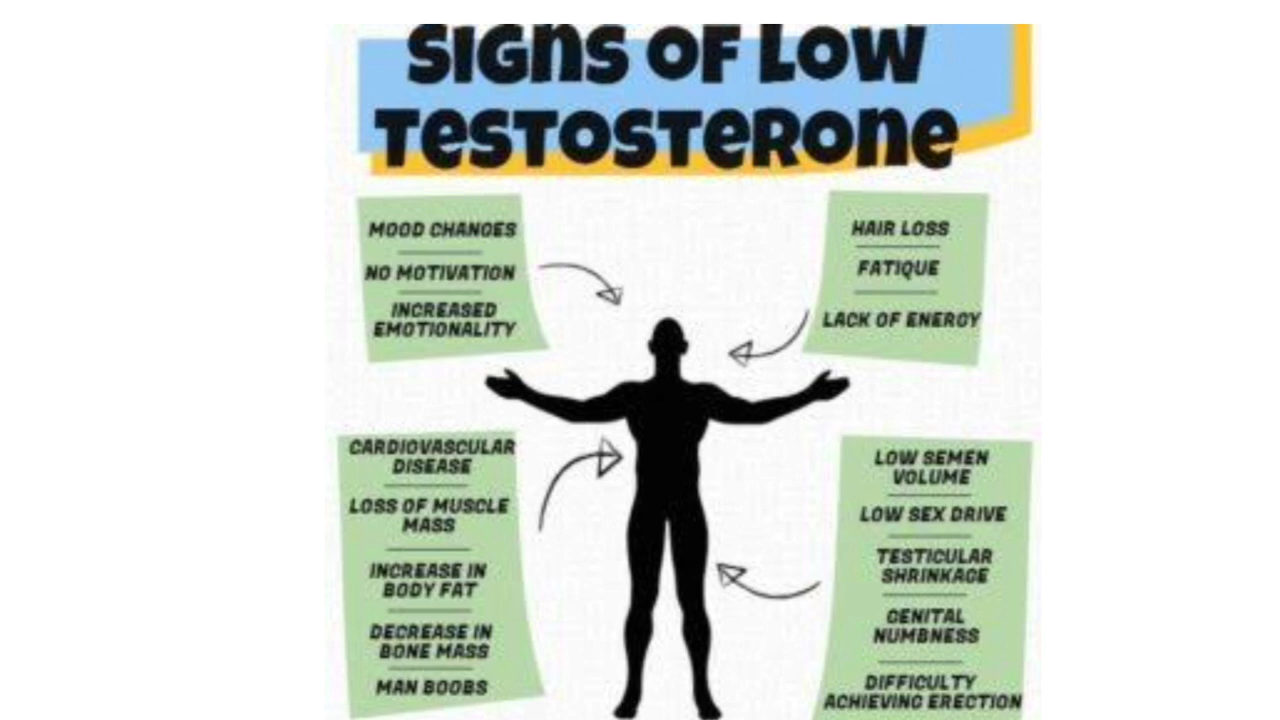 SIGNS OF LOW
TESTOSTERONE
MOOD CHANGES
NO MOTIVATION
INCREASED
EMOTIONALITY
HAIR LOSS
FATIQUE
LACK OF ENERGY
CARDIOVASCULAR
DISEASE
LOSS OF MUSCLE
MASS
INCREASE IN
BODY FAT
DECREASE IN
BONE MASS
MAN BOOBS
LOW SEMEN
VOLUME
LOW SEX DRIVE
TESTICULAR
SHRINKAGE
GENITAL
NUMBNESS
DIFFICULTY
ACHIEVING ERECTION